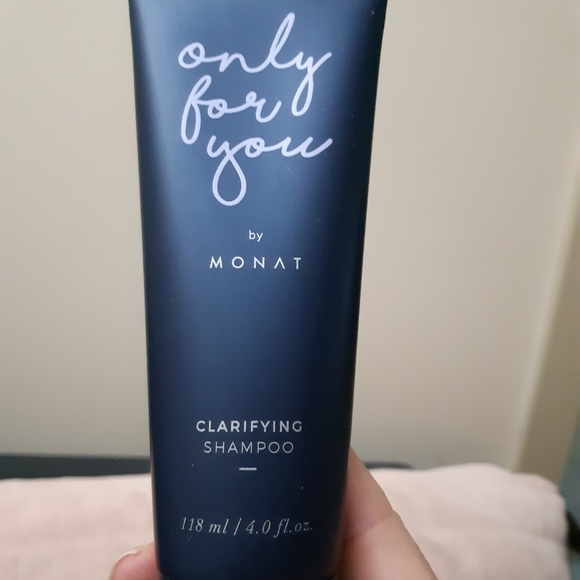 only
for
you
by
MONAT
CLARIFYING
SHAMPOO
118 ml / 4.0 fl.oz.